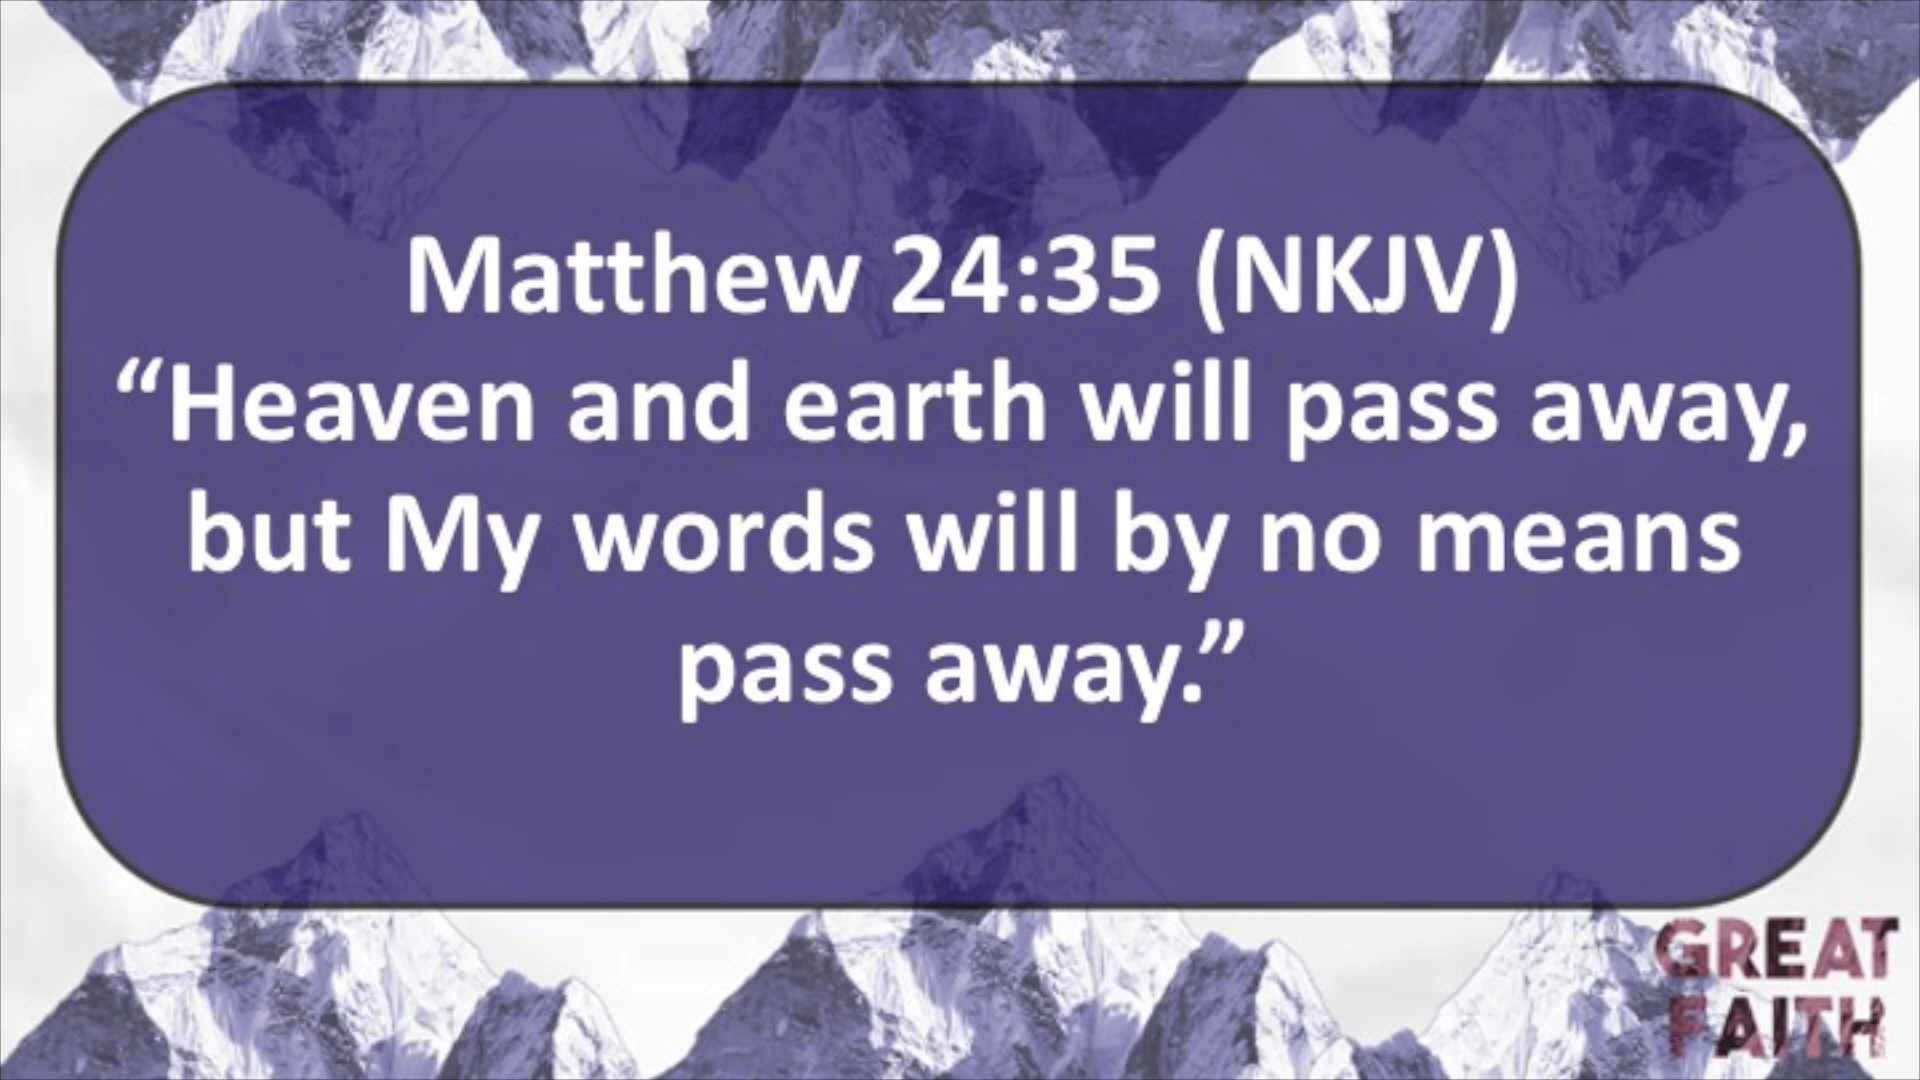 Matthew 24:35 (NKJV)
“Heaven and earth will pass away,
but My words will by no means
pass away.”
GREAT
FAITH